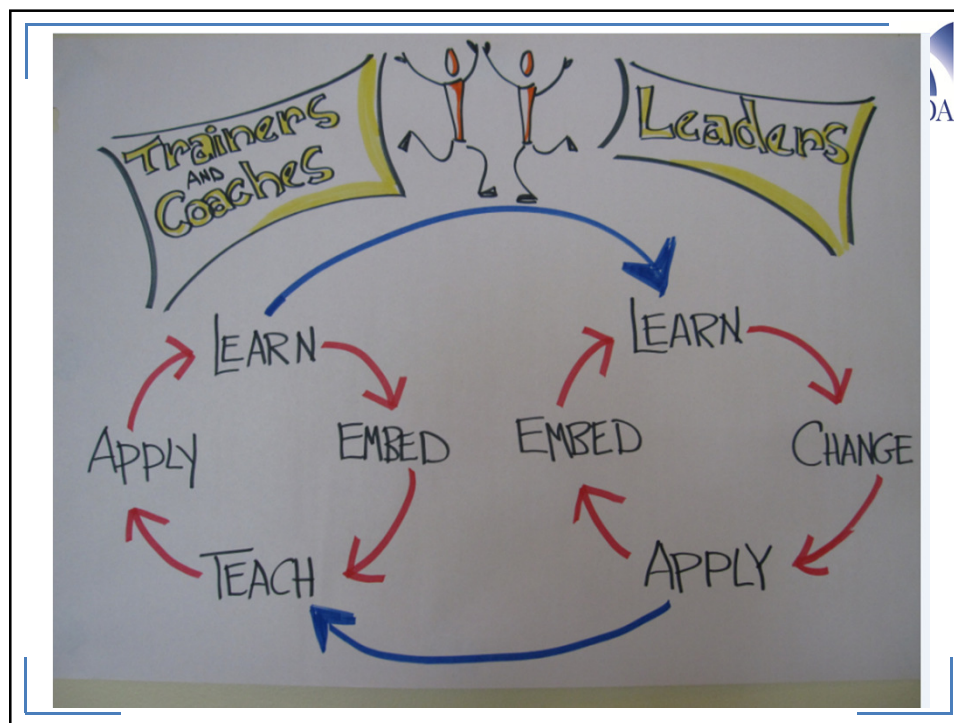 Trainers
AND
Coaches
Leaders
LEARN
EMBED
TEACH
APPLY
LEARN
CHANGE
APPLY
EMBED